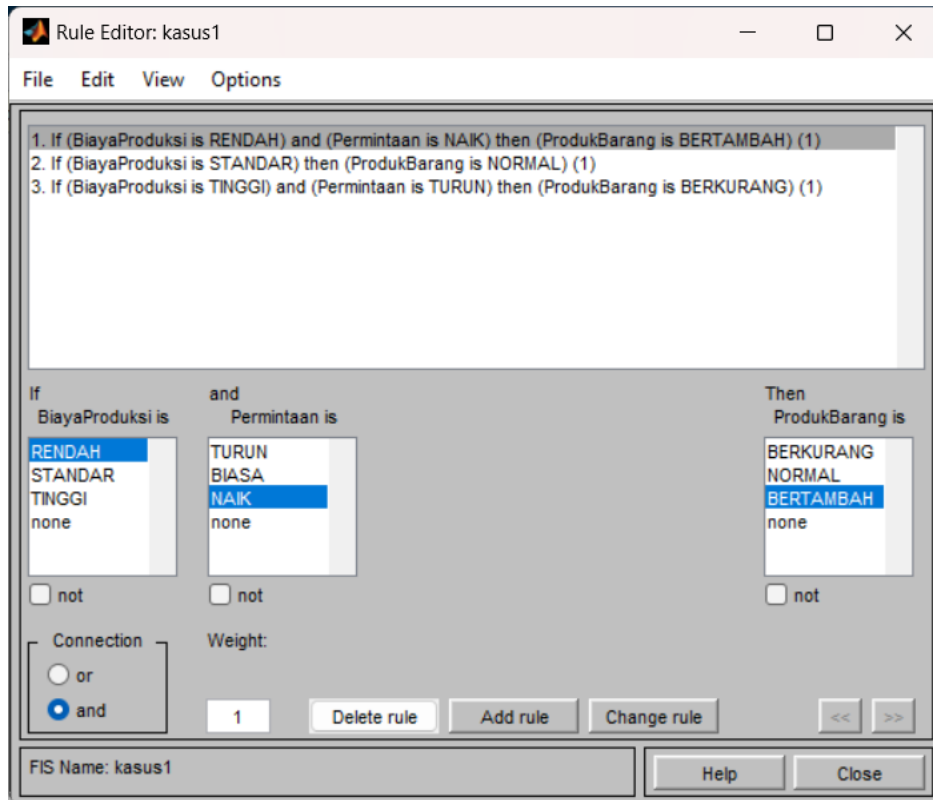 Rule Editor: kasus1
File Edit View Options
1. If (BiayaProduksi is RENDAH) and (Permintaan is NAIK) then (ProdukBarang is BERTAMBAH) (1)
2. If (BiayaProduksi is STANDAR) then (ProdukBarang is NORMAL) (1)
3. If (BiayaProduksi is TINGGI) and (Permintaan is TURUN) then (ProdukBarang is BERKURANG) (1)
If
BiayaProduksi is
RENDAH
STANDAR
TINGGI
none
not
and
Permintaan is
TURUN
BIASA
NAIK
none
not
Then
ProdukBarang is
BERKURANG
NORMAL
BERTAMBAH
none
not
Connection
or
and
Weight:
1
Delete rule
Add rule
Change rule
<<
>>
FIS Name: kasus1
Help
Close